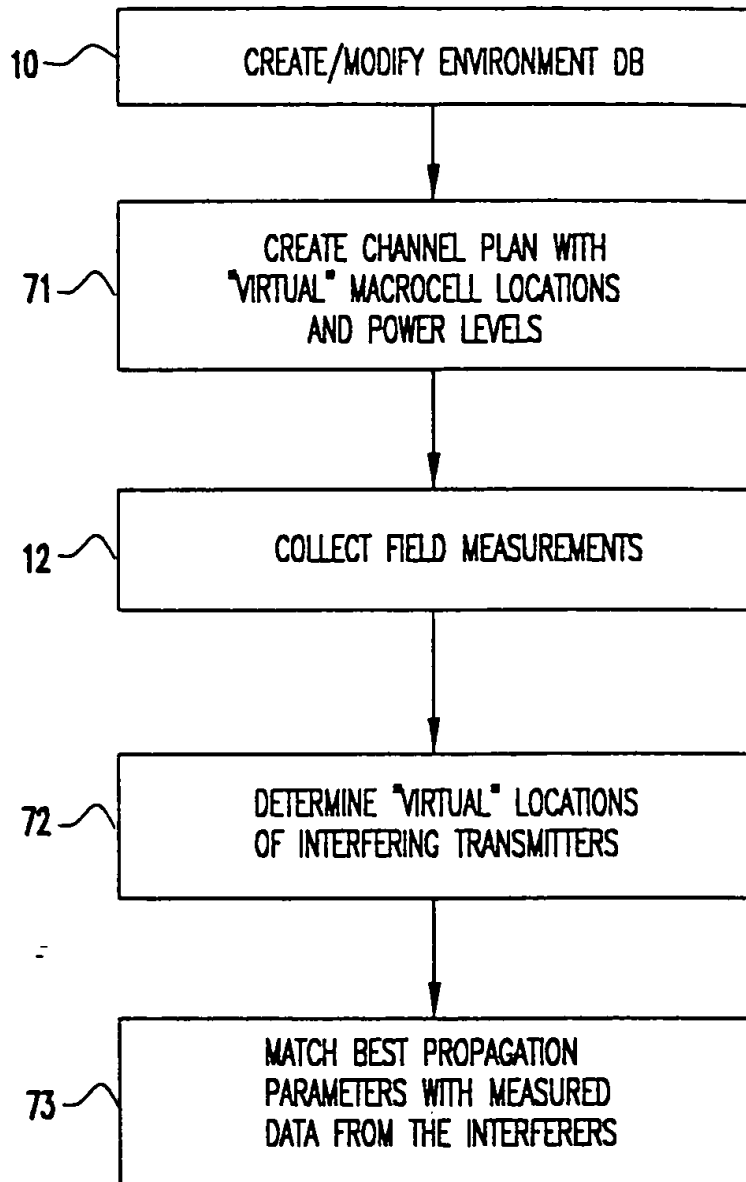 10
CREATE/MODIFY ENVIRONMENT DB
71
CREATE CHANNEL PLAN WITH
"VIRTUAL" MACROCELL LOCATIONS
AND POWER LEVELS
12
COLLECT FIELD MEASUREMENTS
72
DETERMINE "VIRTUAL" LOCATIONS
OF INTERFERING TRANSMITTERS
73
MATCH BEST PROPAGATION
PARAMETERS WITH MEASURED
DATA FROM THE INTERFERERS